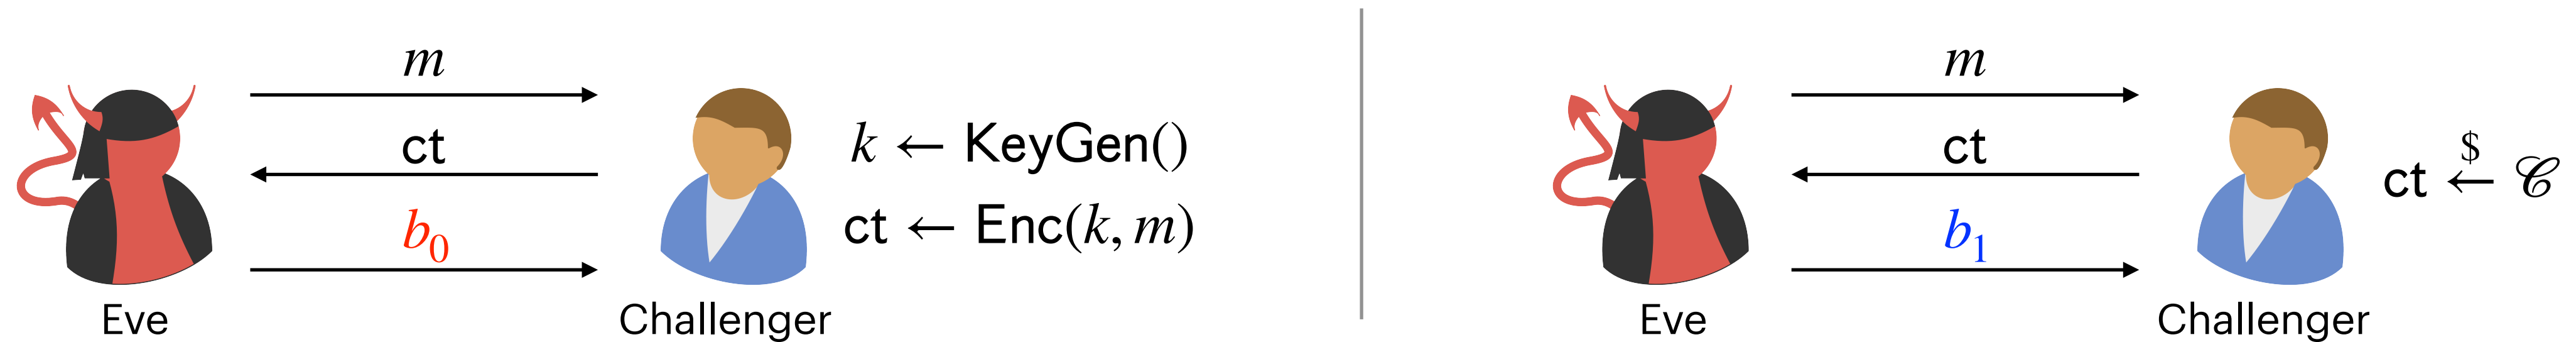 m
ct
b₀
k ← KeyGen()
ct ← Enc(k, m)
Eve
Challenger
m
ct
b₁
ct ←$ 𝒞
Eve
Challenger